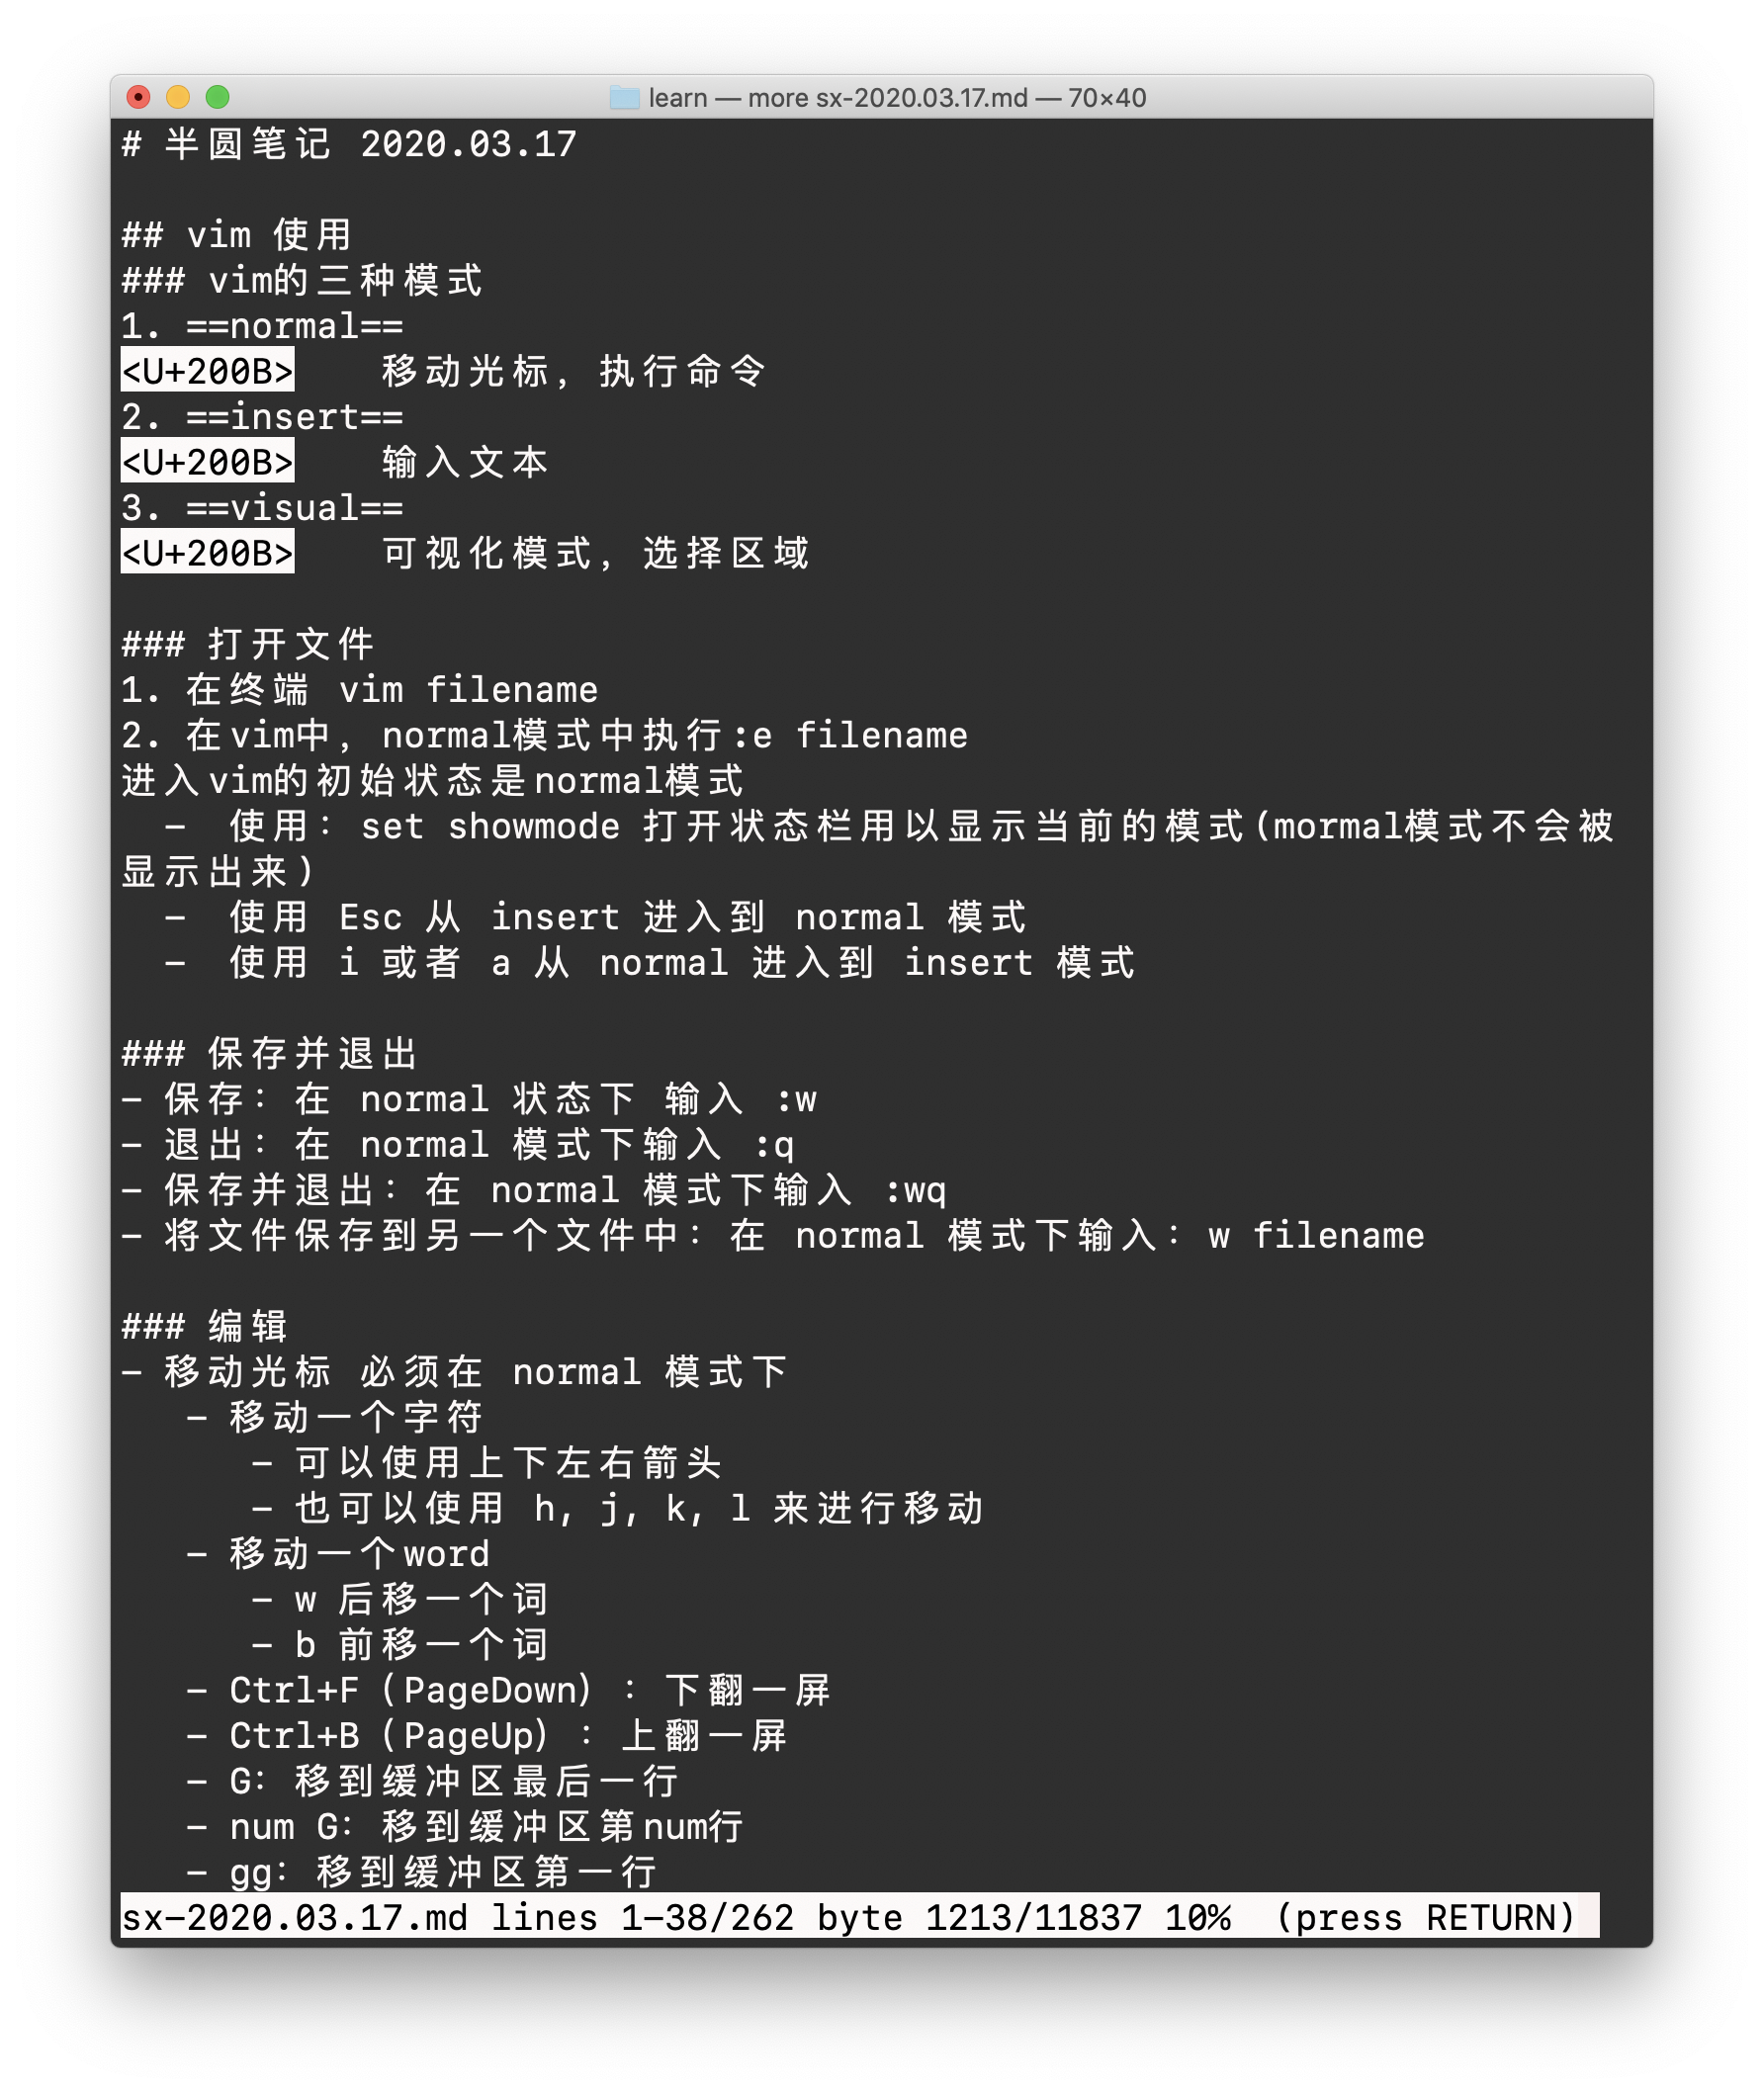 learn — more sx-2020.03.17.md — 70×40
# 半圆笔记 2020.03.17
## vim 使用
### vim的三种模式
1. ==normal==
<U+200B>    移动光标，执行命令
2. ==insert==
<U+200B>    输入文本
3. ==visual==
<U+200B>    可视化模式，选择区域
### 打开文件
1. 在终端 vim filename
2. 在vim中，normal模式中执行:e filename
进入vim的初始状态是normal模式
  -  使用：set showmode 打开状态栏用以显示当前的模式(mormal模式不会被
显示出来)
  -  使用 Esc 从 insert 进入到 normal 模式
  -  使用 i 或者 a 从 normal 进入到 insert 模式
### 保存并退出
- 保存：在 normal 状态下 输入 :w
- 退出：在 normal 模式下输入 :q
- 保存并退出：在 normal 模式下输入 :wq
- 将文件保存到另一个文件中：在 normal 模式下输入：w filename
### 编辑
- 移动光标 必须在 normal 模式下
   - 移动一个字符
      - 可以使用上下左右箭头
      - 也可以使用 h, j, k, l 来进行移动
   - 移动一个word
      - w 后移一个词
      - b 前移一个词
   - Ctrl+F（PageDown）：下翻一屏
   - Ctrl+B（PageUp）：上翻一屏
   - G：移到缓冲区最后一行
   - num G：移到缓冲区第num行
   - gg：移到缓冲区第一行
sx-2020.03.17.md lines 1-38/262 byte 1213/11837 10%  (press RETURN)